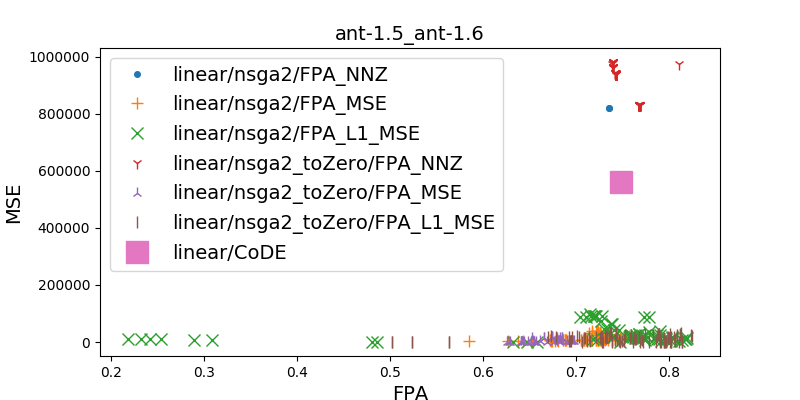 ant-1.5_ant-1.6
1000000
800000
600000
400000
200000
0
MSE
linear/nsga2/FPA_NNZ
linear/nsga2/FPA_MSE
linear/nsga2/FPA_L1_MSE
linear/nsga2_toZero/FPA_NNZ
linear/nsga2_toZero/FPA_MSE
linear/nsga2_toZero/FPA_L1_MSE
linear/CoDE
0.2 0.3 0.4 0.5 0.6 0.7 0.8
FPA